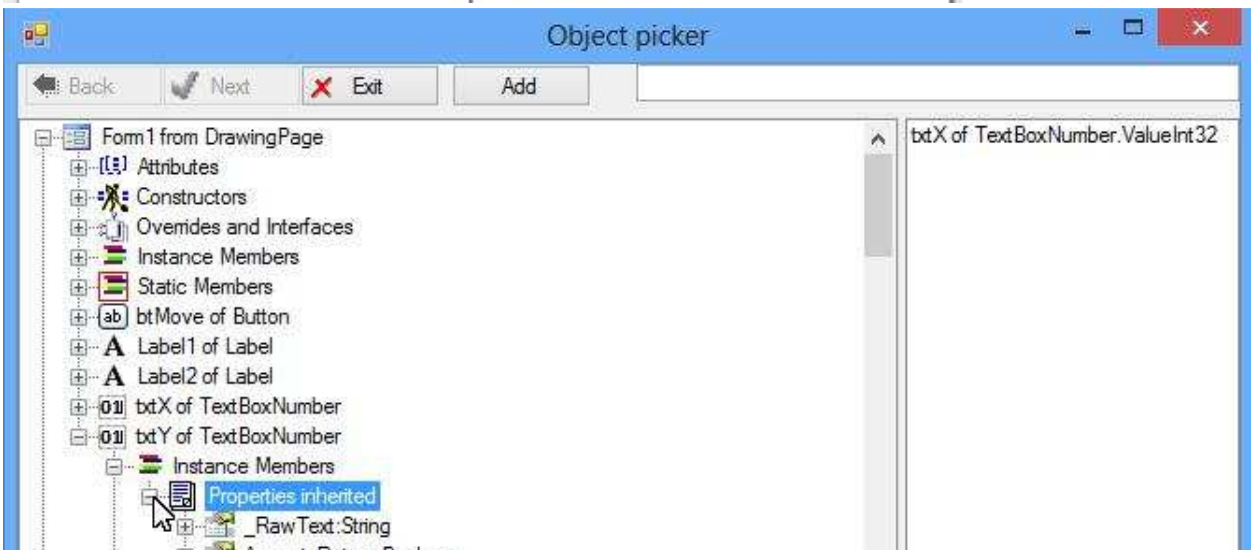 Object picker
Back Next Exit Add
Form1 from DrawingPage
Attributes
Constructors
Overrides and Interfaces
Instance Members
Static Members
btMove of Button
Label1 of Label
Label2 of Label
txtX of TextBoxNumber
txtY of TextBoxNumber
Instance Members
Properties inherited
_RawText:String
txtX of TextBoxNumber.ValueInt32